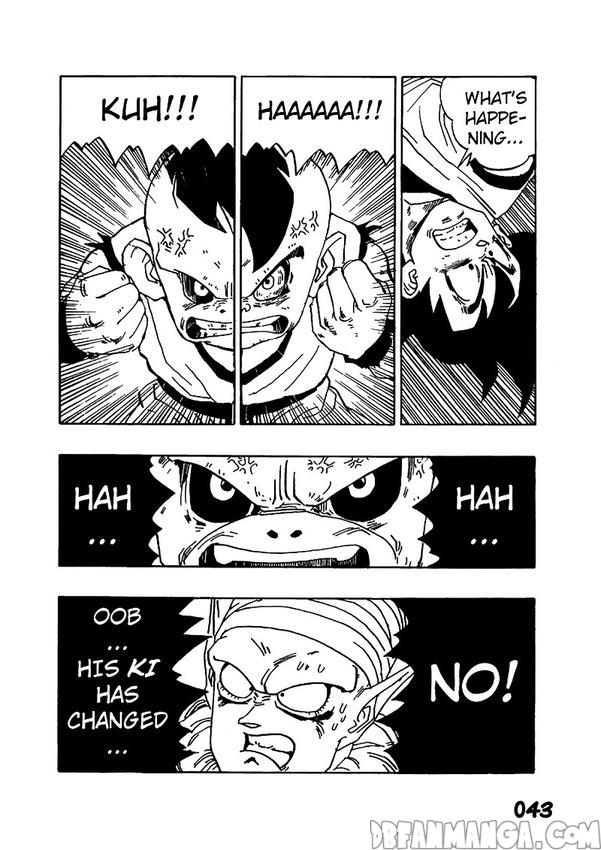 WHAT'S
HAPPE-
NING...
HAAAAAA!!!
KUH!!!
HAH
...
HAH
...
NO!
OOB
...
HIS KI
HAS
CHANGED
...
043
DBFANMANGA.COM